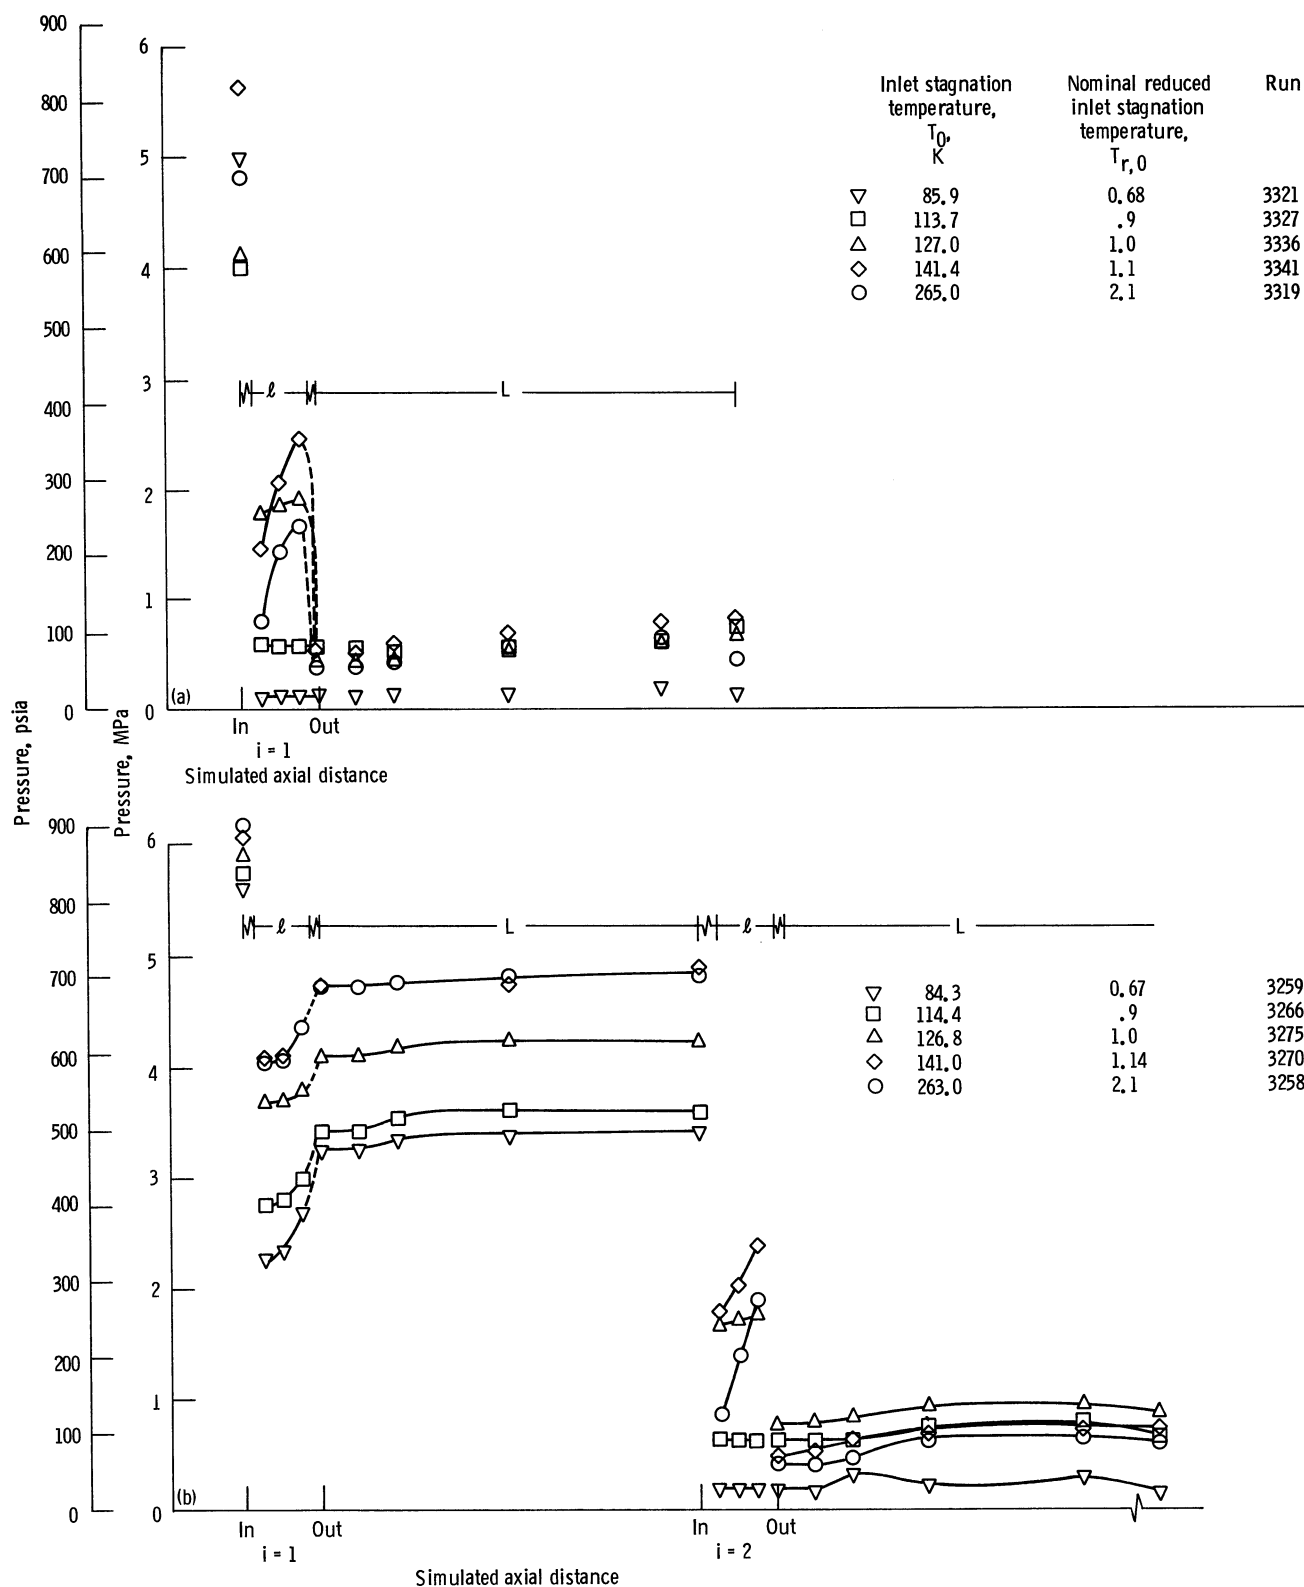 900
800
700
600
500
400
300
200
100
0
6
5
4
3
2
1
0
Inlet stagnation temperature, T0, K
Nominal reduced inlet stagnation temperature, Tr,0
Run
85.9 0.68 3321
113.7 .9 3327
127.0 1.0 3336
141.4 1.1 3341
265.0 2.1 3319
ℓ L
(a)
In Out
i = 1
Simulated axial distance
Pressure, psia
Pressure, MPa
900
800
700
600
500
400
300
200
100
0
6
5
4
3
2
1
0
ℓ L ℓ L
84.3 0.67 3259
114.4 .9 3266
126.8 1.0 3275
141.0 1.14 3270
263.0 2.1 3258
(b)
In Out In Out
i = 1 i = 2
Simulated axial distance